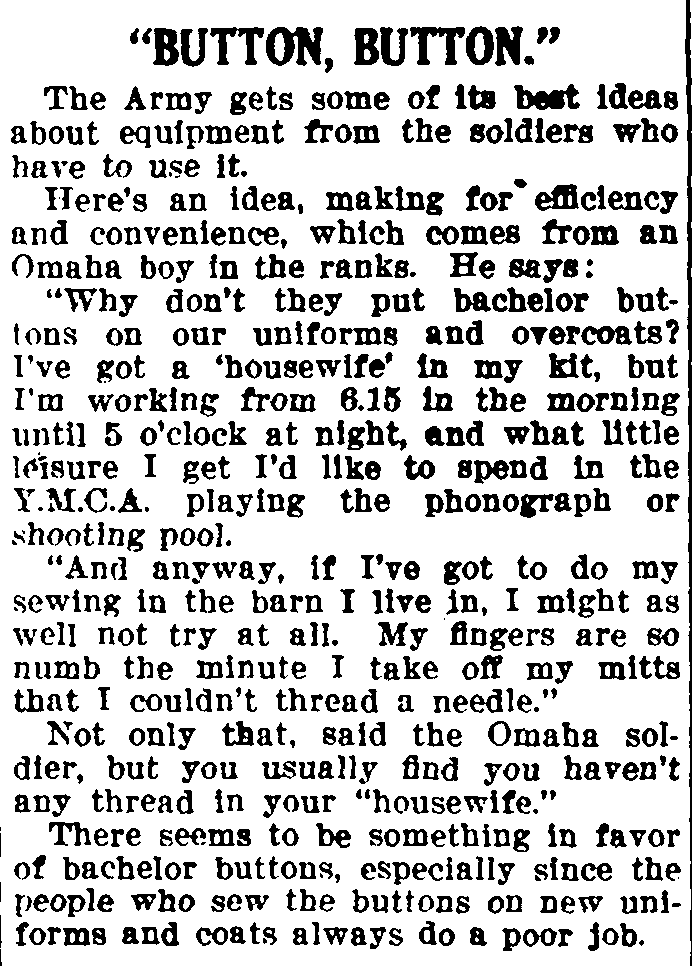 "BUTTON, BUTTON."
The Army gets some of its best ideas
about equipment from the soldiers who
have to use it.
Here's an idea, making for efficiency
and convenience, which comes from an
Omaha boy in the ranks. He says:
"Why don't they put bachelor but-
tons on our uniforms and overcoats?
I've got a 'housewife' in my kit, but
I'm working from 6.15 in the morning
until 5 o'clock at night, and what little
leisure I get I'd like to spend in the
Y.M.C.A. playing the phonograph or
shooting pool.
"And anyway, if I've got to do my
sewing in the barn I live in, I might as
well not try at all. My fingers are so
numb the minute I take off my mitts
that I couldn't thread a needle."
Not only that, said the Omaha sol-
dier, but you usually find you haven't
any thread in your "housewife."
There seems to be something in favor
of bachelor buttons, especially since the
people who sew the buttons on new uni-
forms and coats always do a poor job.